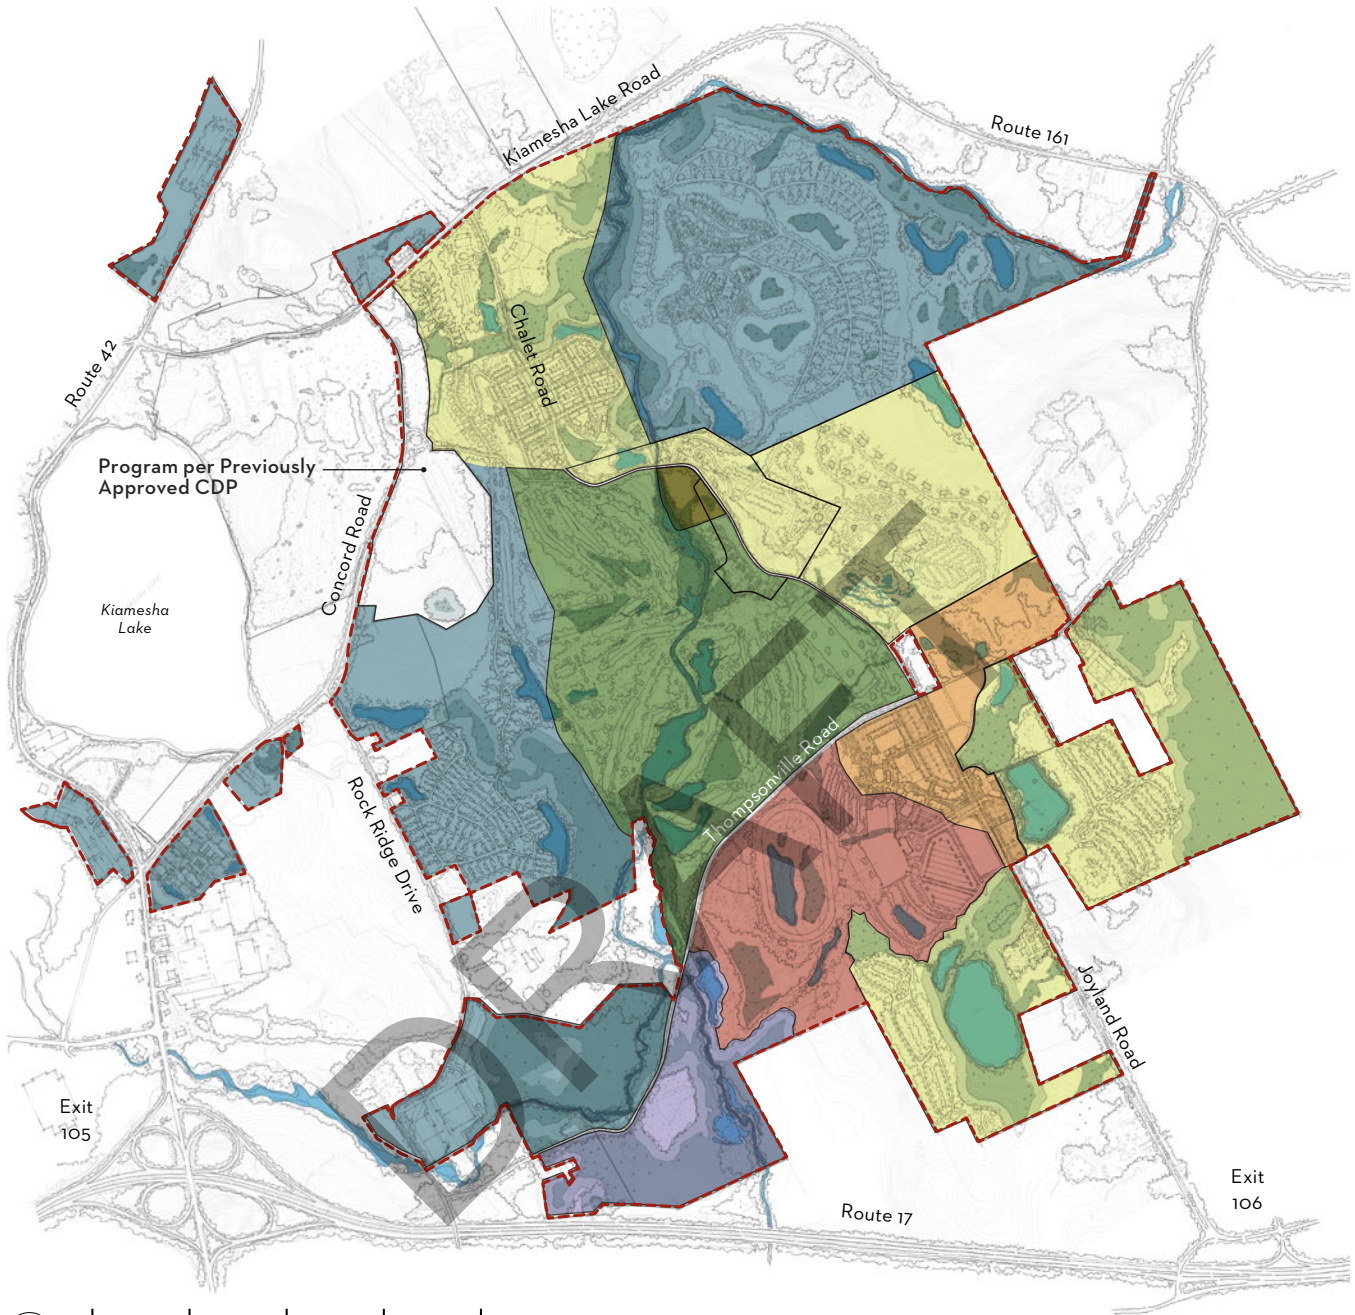 Kiamesha Lake Road
Route 161
Chalet Road
Route 42
Program per Previously
Approved CDP
Concord Road
Kiamesha
Lake
Thompsonville Road
Rock Ridge Drive
DRAFT
Joyland Road
Exit
105
Exit
106
Route 17